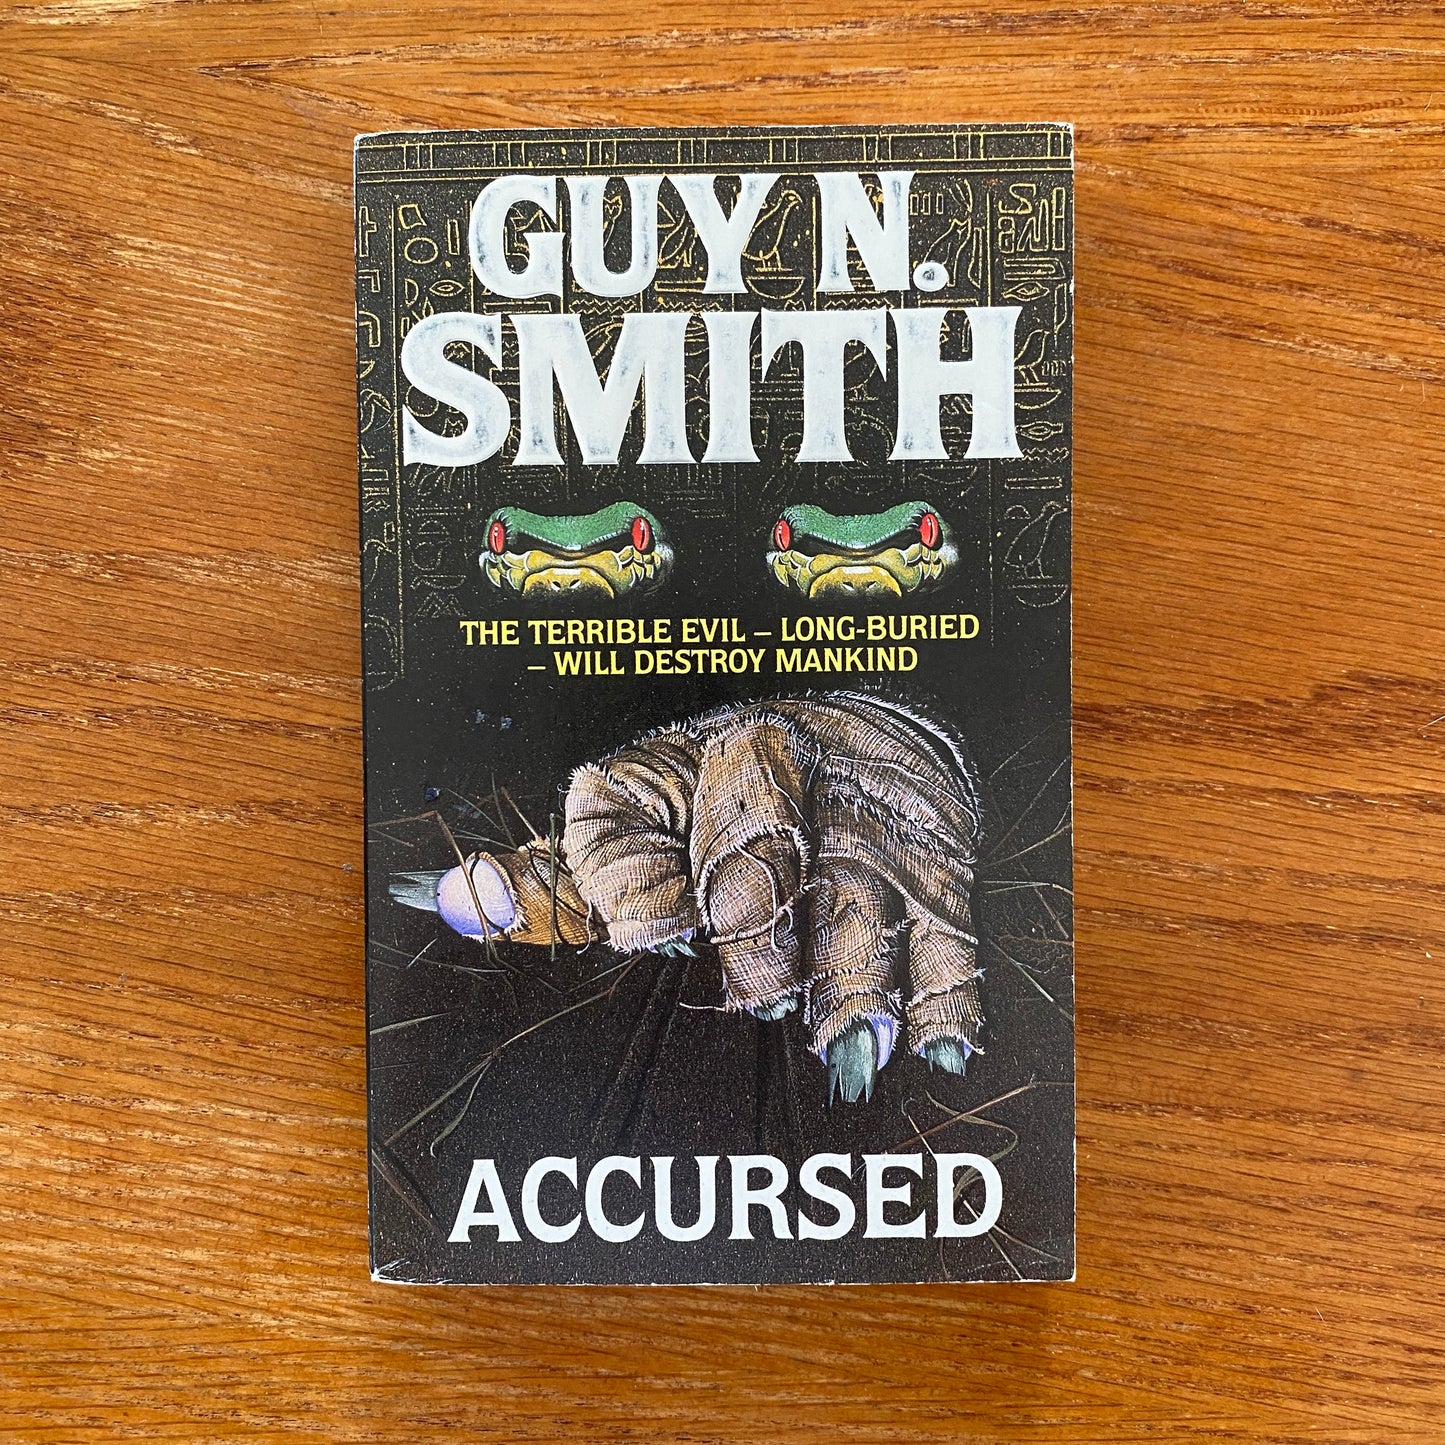 GUY N.
SMITH
THE TERRIBLE EVIL – LONG-BURIED
– WILL DESTROY MANKIND
ACCURSED